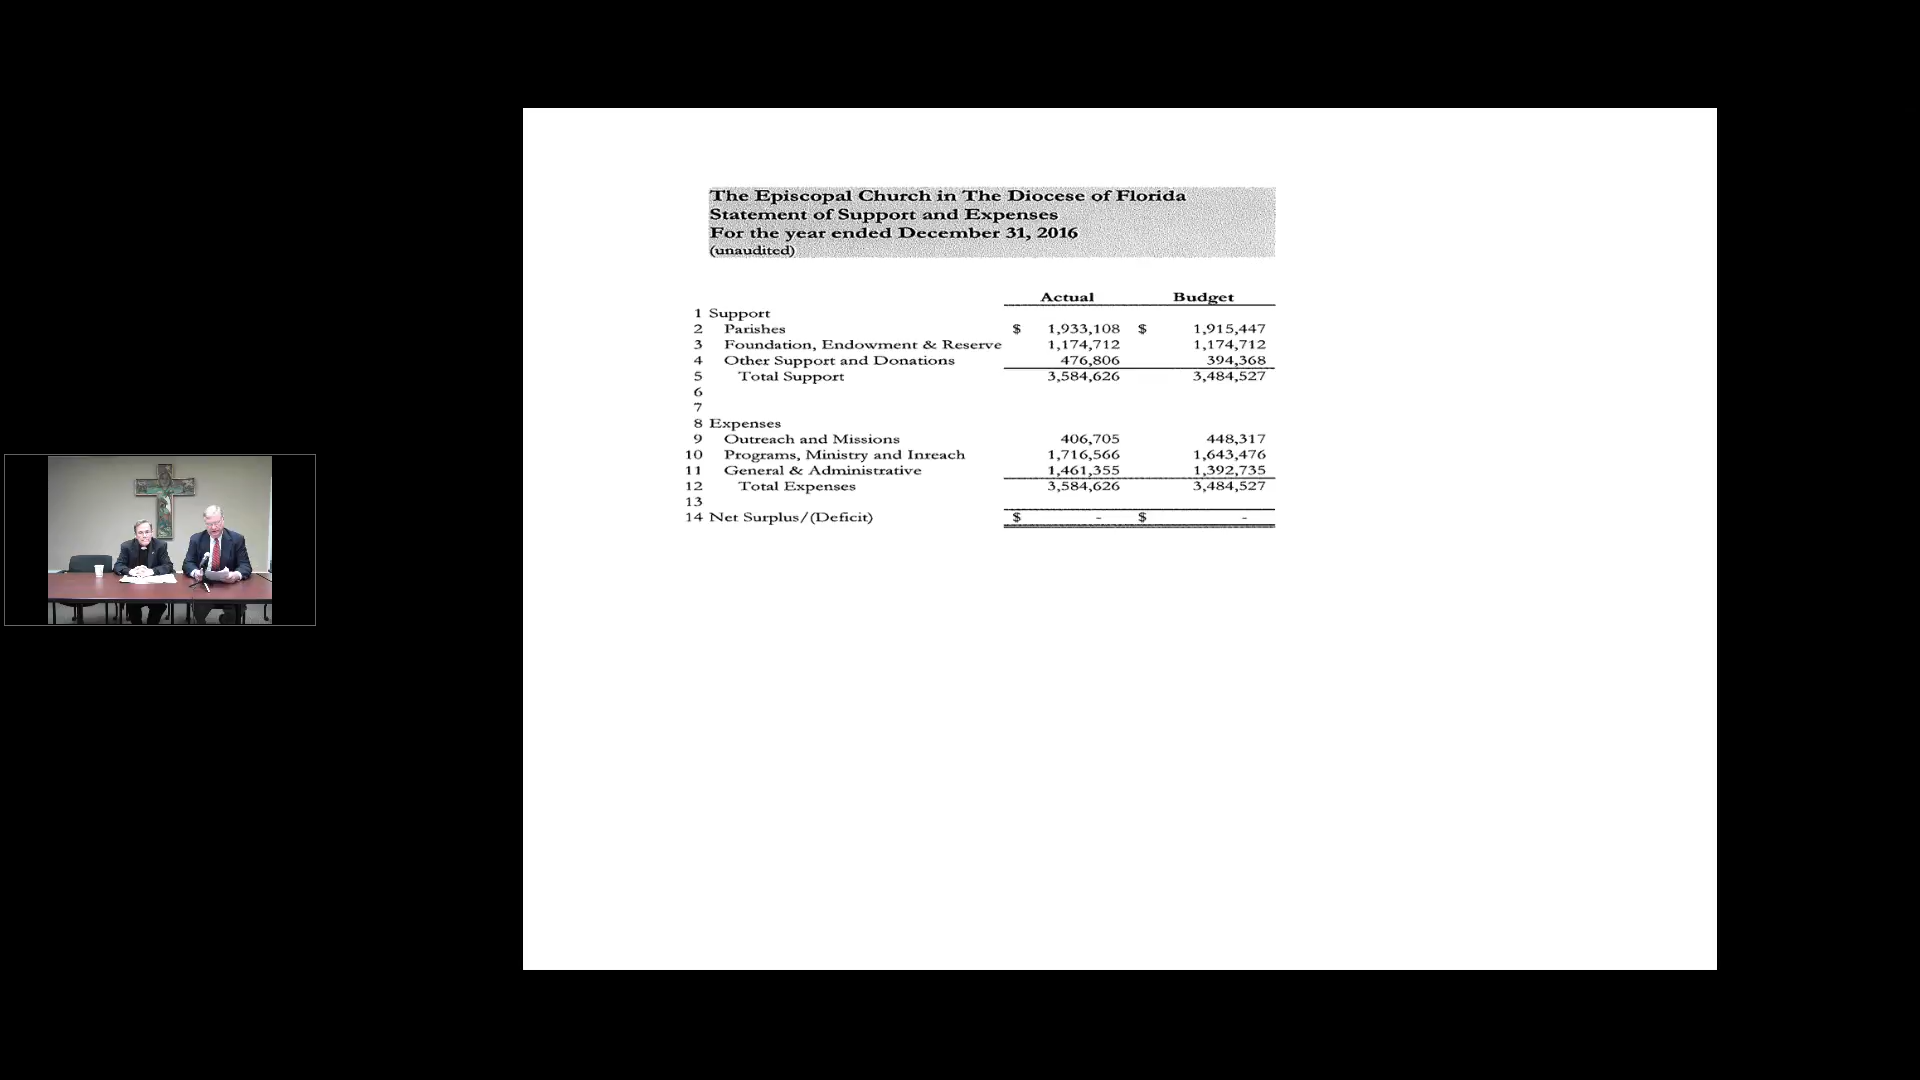 The Episcopal Church in The Diocese of Florida
Statement of Support and Expenses
For the year ended December 31, 2016
(unaudited)
Actual Budget
1 Support
2 Parishes $ 1,933,108 $ 1,915,447
3 Foundation, Endowment & Reserve 1,174,712 1,174,712
4 Other Support and Donations 476,806 394,368
5 Total Support 3,584,626 3,484,527
6
7
8 Expenses
9 Outreach and Missions 406,705 448,317
10 Programs, Ministry and Inreach 1,716,566 1,643,476
11 General & Administrative 1,461,355 1,392,735
12 Total Expenses 3,584,626 3,484,527
13
14 Net Surplus/(Deficit) $ - $ -